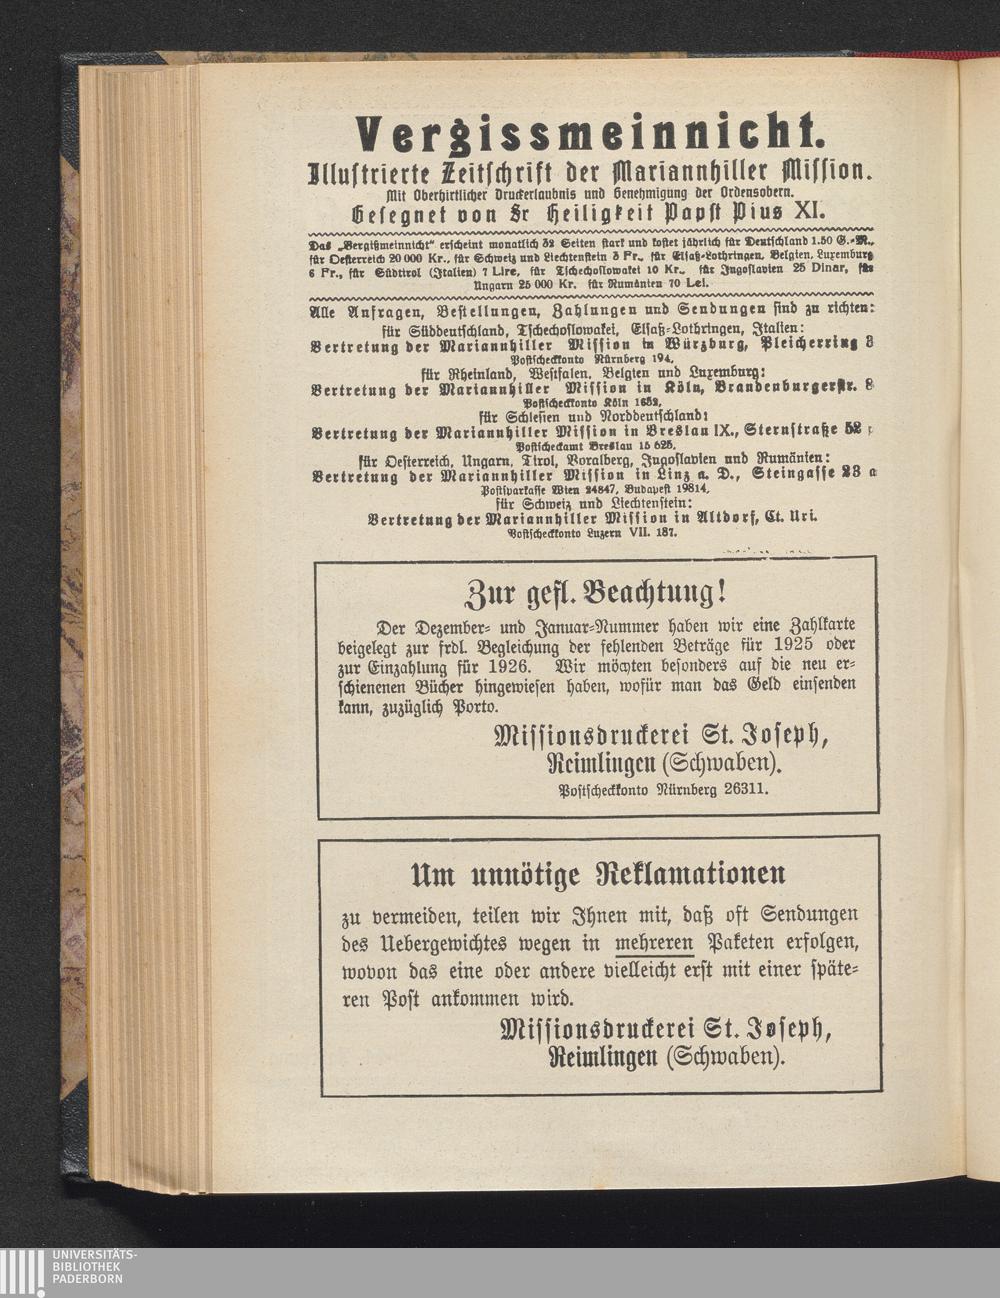 Vergissmeinnicht.
Illustrierte Zeitschrift der Mariannhiller Mission.
Mit Oberhirtlicher Druckerlaubnis und Genehmigung der Ordensobern.
Gesegnet von Sr Heiligkeit Papst Pius XI.
Das „Vergißmeinnicht“ erscheint monatlich 32 Seiten stark und kostet jährlich für Deutschland 1.50 G.-M.,
für Oesterreich 20 000 Kr., für Schweiz und Liechtenstein 3 Fr., für Elsaß-Lothringen, Belgien, Luxemburg
6 Fr., für Südtirol (Italien) 7 Lire, für Tschechoslowakei 10 Kr., für Jugoslavien 25 Dinar, für
Ungarn 25 000 Kr. für Rumänien 70 Lei.
Alle Anfragen, Bestellungen, Zahlungen und Sendungen sind zu richten:
für Süddeutschland, Tschechoslowakei, Elsaß-Lothringen, Italien:
Vertretung der Mariannhiller Mission in Würzburg, Pleicherring 3
Postscheckkonto Nürnberg 194.
für Rheinland, Westfalen, Belgien und Luxemburg:
Vertretung der Mariannhiller Mission in Köln, Brandenburgerstr. 8
Postscheckkonto Köln 1652,
für Schlesien und Norddeutschland:
Vertretung der Mariannhiller Mission in Breslau IX., Sternstraße 52
Postscheckamt Breslau 15 625.
für Oesterreich, Ungarn, Tirol, Voralberg, Jugoslavien und Rumänien:
Vertretung der Mariannhiller Mission in Linz a. D., Steingasse 23 a
Postsparkasse Wien 24847, Budapest 19814,
für Schweiz und Liechtenstein:
Vertretung der Mariannhiller Mission in Altdorf, Ct. Uri.
Postscheckkonto Luzern VII. 187.
Zur gefl. Beachtung!
Der Dezember- und Januar-Nummer haben wir eine Zahlkarte
beigelegt zur frdl. Begleichung der fehlenden Beträge für 1925 oder
zur Einzahlung für 1926. Wir möchten besonders auf die neu er-
schienenen Bücher hingewiesen haben, wofür man das Geld einsenden
kann, zuzüglich Porto.
Missionsdruckerei St. Joseph,
Reimlingen (Schwaben).
Postscheckkonto Nürnberg 26311.
Um unnötige Reklamationen
zu vermeiden, teilen wir Ihnen mit, daß oft Sendungen
des Uebergewichtes wegen in mehreren Paketen erfolgen,
wovon das eine oder andere vielleicht erst mit einer späte-
ren Post ankommen wird.
Missionsdruckerei St. Joseph,
Reimlingen (Schwaben).
UNIVERSITÄTS-
BIBLIOTHEK
PADERBORN